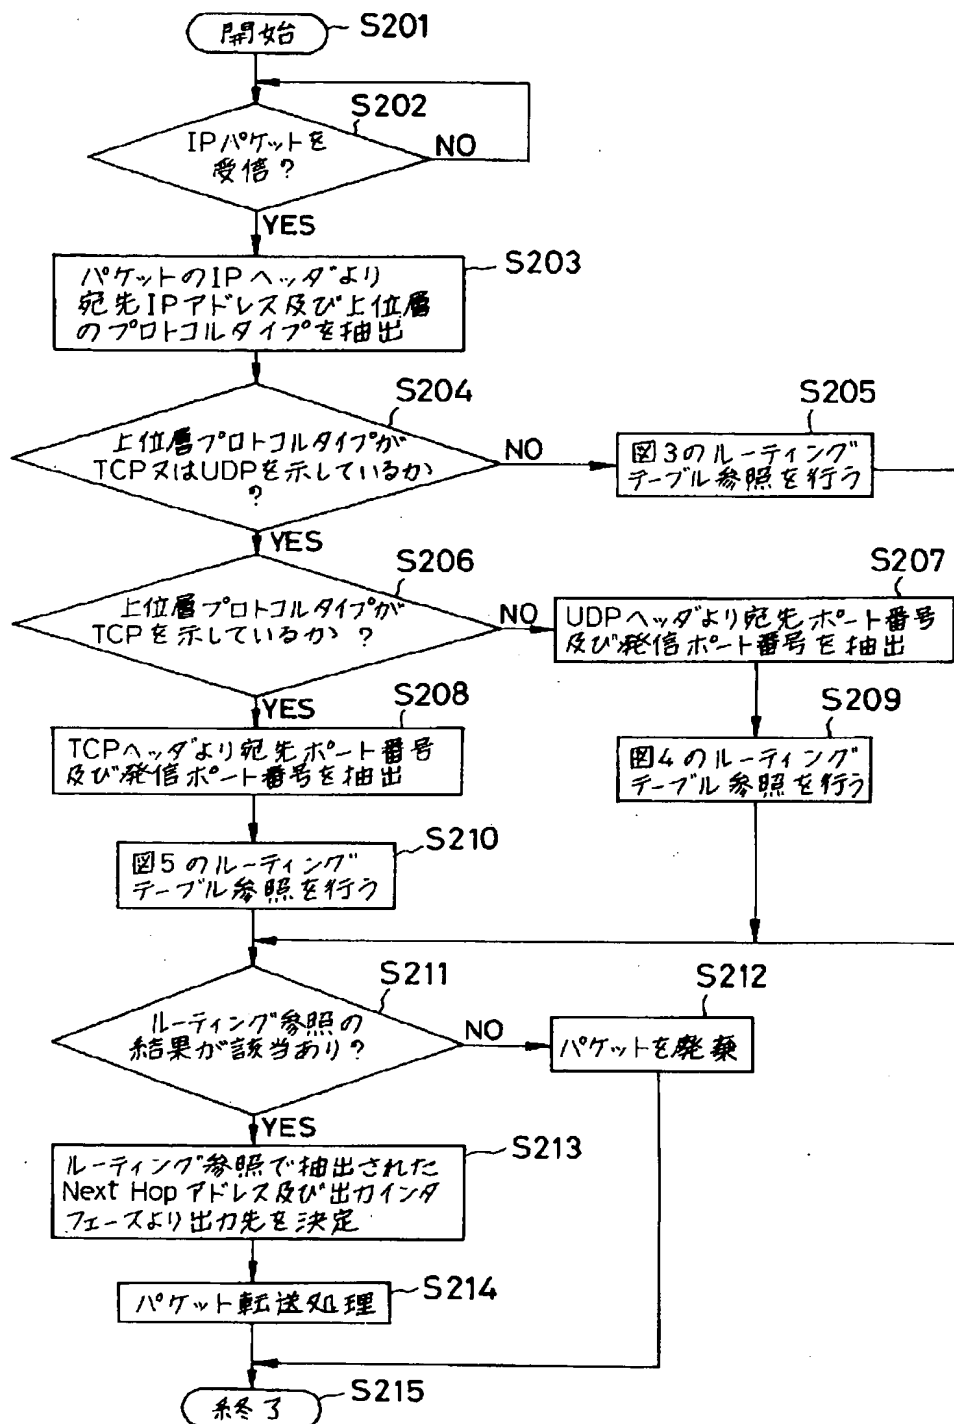 開始
S201
S202
IPパケットを
受信?
NO
YES
S203
パケットのIPヘッダより
宛先IPアドレス及び上位層
のプロトコルタイプを抽出
S204
上位層プロトコルタイプが
TCP又はUDPを示しているか
?
NO
YES
S205
図3のルーティング
テーブル参照を行う
S206
上位層プロトコルタイプが
TCPを示しているか?
NO
YES
S207
UDPヘッダより宛先ポート番号
及び発信ポート番号を抽出
S208
TCPヘッダより宛先ポート番号
及び発信ポート番号を抽出
S209
図4のルーティング
テーブル参照を行う
S210
図5のルーティング
テーブル参照を行う
S211
ルーティング参照の
結果が該当あり?
NO
YES
S212
パケットを廃棄
S213
ルーティング参照で抽出された
Next Hopアドレス及び出力インタ
フェースより出力先を決定
S214
パケット転送処理
S215
終了